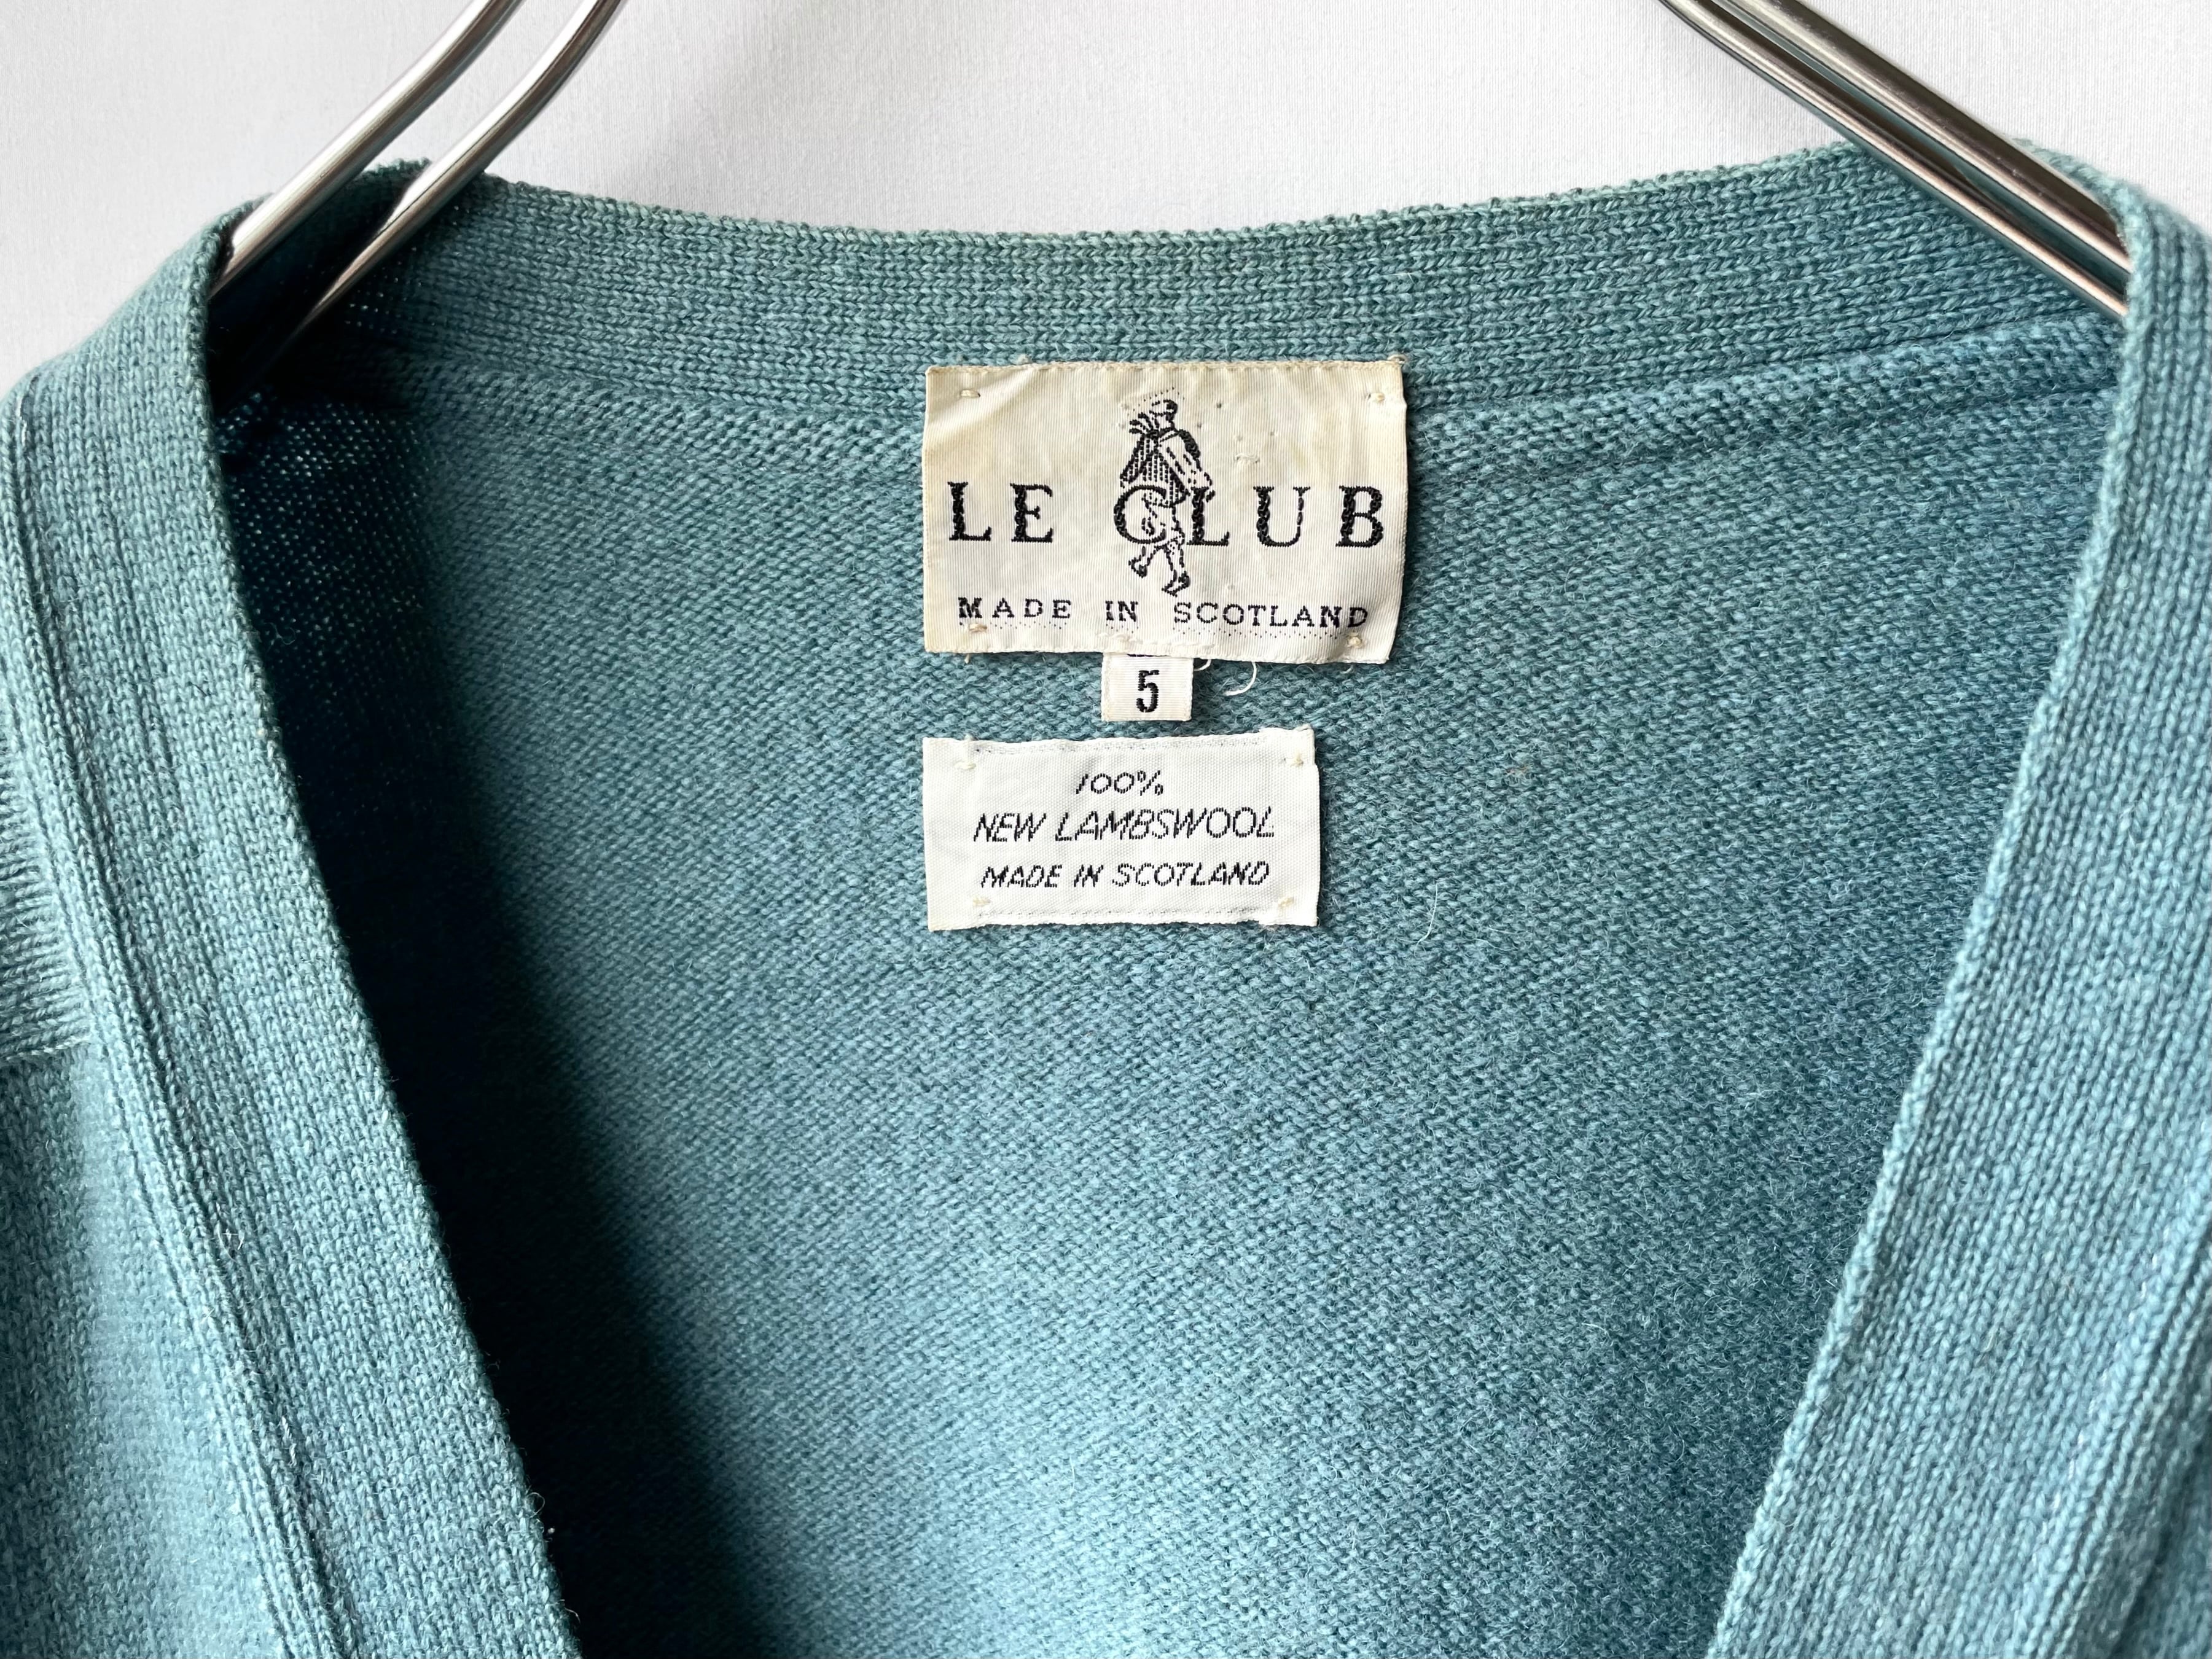 LE CLUB
MADE IN SCOTLAND
5
100%
NEW LAMBSWOOL
MADE IN SCOTLAND